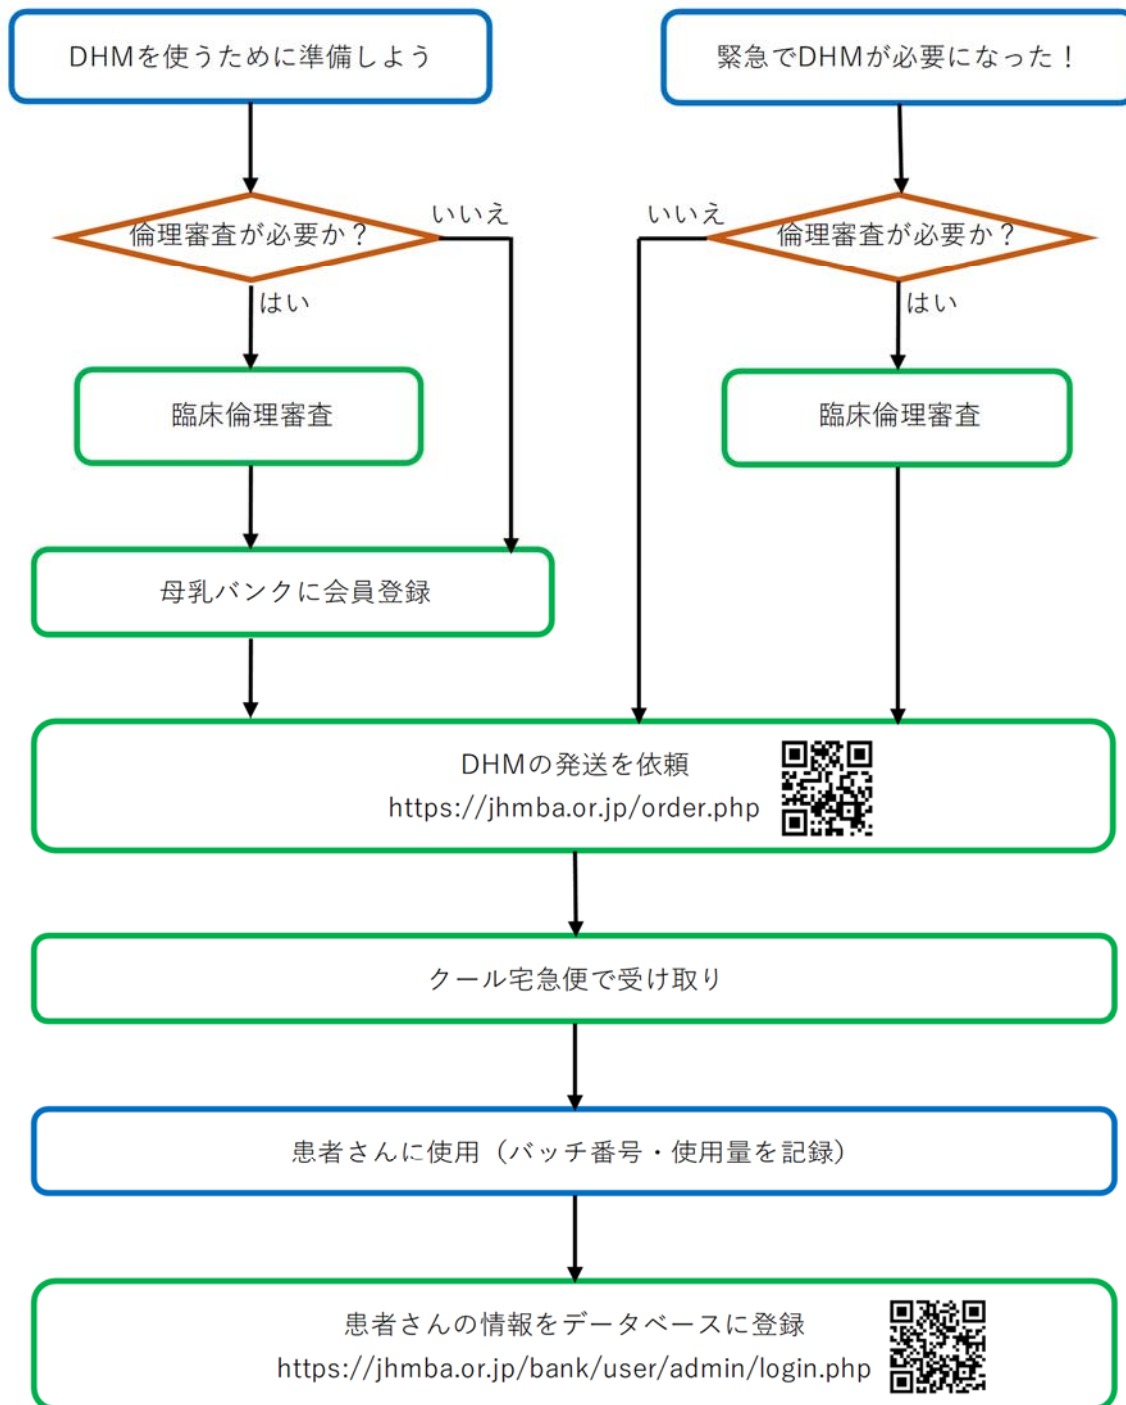 DHMを使うために準備しよう
緊急でDHMが必要になった！
倫理審査が必要か？
いいえ
はい
いいえ
倫理審査が必要か？
はい
臨床倫理審査
臨床倫理審査
母乳バンクに会員登録
DHMの発送を依頼
https://jhmba.or.jp/order.php
クール宅急便で受け取り
患者さんに使用（バッチ番号・使用量を記録）
患者さんの情報をデータベースに登録
https://jhmba.or.jp/bank/user/admin/login.php